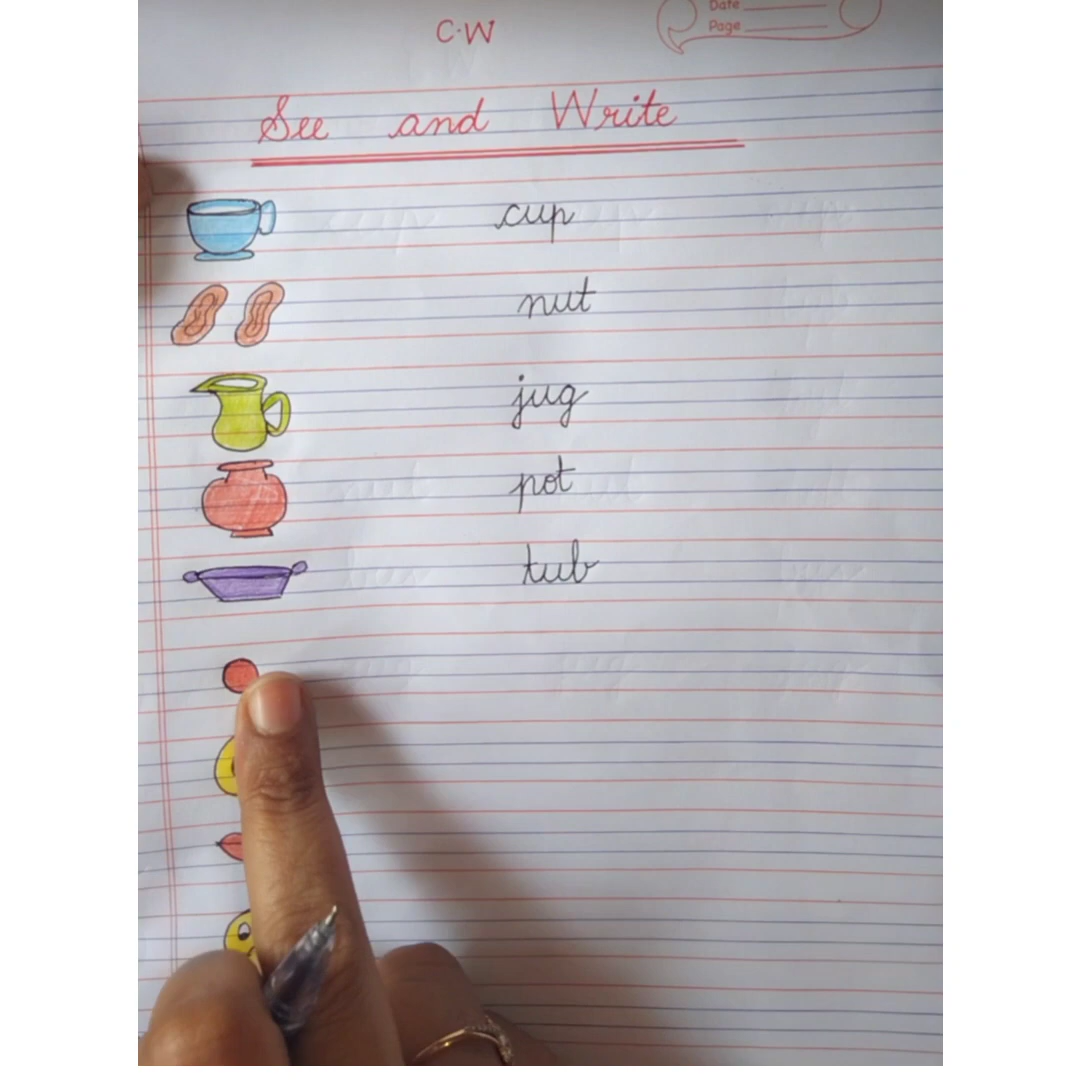 Date
Page
C.W
See and Write
cup
nut
jug
pot
tub